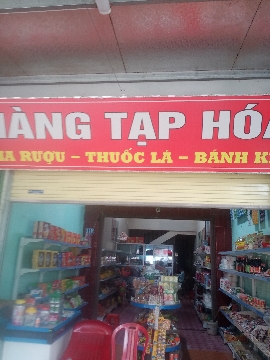 HÀNG TẠP HÓA
RƯỢU – THUỐC LÁ – BÁNH